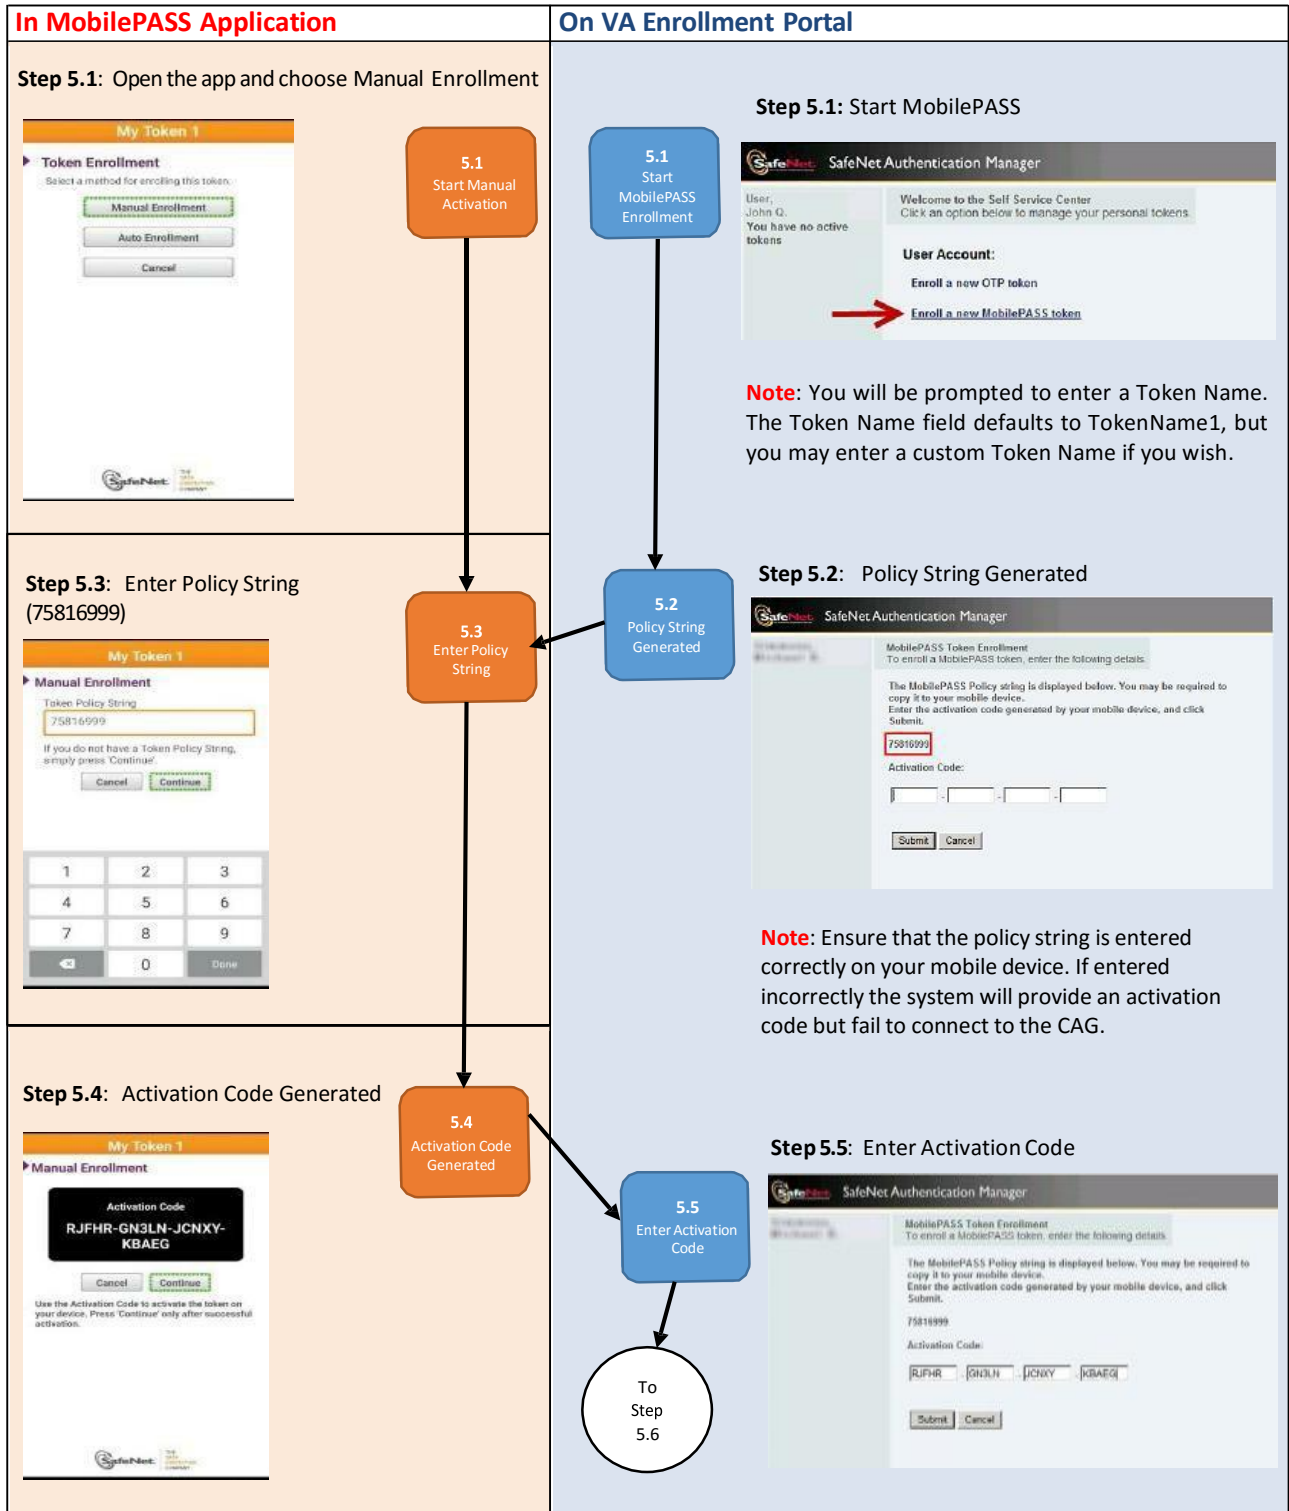 In MobilePASS Application
On VA Enrollment Portal
Step 5.1: Open the app and choose Manual Enrollment
My Token 1
Token Enrollment
Select a method for enrolling this token.
Manual Enrollment
Auto Enrollment
Cancel
SafeNet
5.1
Start Manual
Activation
5.1
Start
MobilePASS
Enrollment
Step 5.1: Start MobilePASS
SafeNet SafeNet Authentication Manager
User,
John Q.
You have no active
tokens
Welcome to the Self Service Center
Click an option below to manage your personal tokens.
User Account:
Enroll a new OTP token
Enroll a new MobilePASS token
Note: You will be prompted to enter a Token Name.
The Token Name field defaults to TokenName1, but
you may enter a custom Token Name if you wish.
Step 5.3: Enter Policy String
(75816999)
My Token 1
Manual Enrollment
Token Policy String
75816999
If you do not have a Token Policy String,
simply press 'Continue'.
Cancel Continue
1 2 3
4 5 6
7 8 9
0 Done
5.3
Enter Policy
String
5.2
Policy String
Generated
Step 5.2: Policy String Generated
SafeNet SafeNet Authentication Manager
MobilePASS Token Enrollment
To enroll a MobilePASS token, enter the following details.
The MobilePASS Policy string is displayed below. You may be required to
copy it to your mobile device.
Enter the activation code generated by your mobile device, and click
Submit.
75816999
Activation Code:
- - -
Submit Cancel
Note: Ensure that the policy string is entered
correctly on your mobile device. If entered
incorrectly the system will provide an activation
code but fail to connect to the CAG.
Step 5.4: Activation Code Generated
My Token 1
Manual Enrollment
Activation Code
RJFHR-GN3LN-JCNXY-
KBAEG
Cancel Continue
Use the Activation Code to activate the token on
your device. Press 'Continue' only after successful
activation.
SafeNet
5.4
Activation Code
Generated
5.5
Enter Activation
Code
To
Step
5.6
Step 5.5: Enter Activation Code
SafeNet SafeNet Authentication Manager
MobilePASS Token Enrollment
To enroll a MobilePASS token, enter the following details.
The MobilePASS Policy string is displayed below. You may be required to
copy it to your mobile device.
Enter the activation code generated by your mobile device, and click
Submit.
75816999
Activation Code:
RJFHR - GN3LN - JCNXY - KBAEG
Submit Cancel